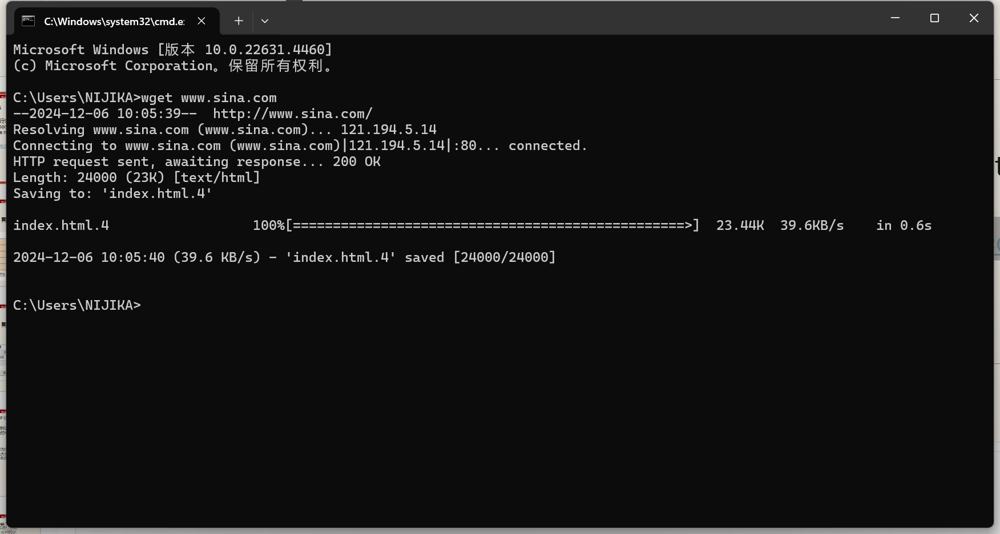 C:\Windows\system32\cmd.e
Microsoft Windows [版本 10.0.22631.4460]
(c) Microsoft Corporation。保留所有权利。
C:\Users\NIJIKA>wget www.sina.com
--2024-12-06 10:05:39--  http://www.sina.com/
Resolving www.sina.com (www.sina.com)... 121.194.5.14
Connecting to www.sina.com (www.sina.com)|121.194.5.14|:80... connected.
HTTP request sent, awaiting response... 200 OK
Length: 24000 (23K) [text/html]
Saving to: 'index.html.4'
index.html.4                  100%[=================================================>]  23.44K  39.6KB/s    in 0.6s
2024-12-06 10:05:40 (39.6 KB/s) - 'index.html.4' saved [24000/24000]
C:\Users\NIJIKA>